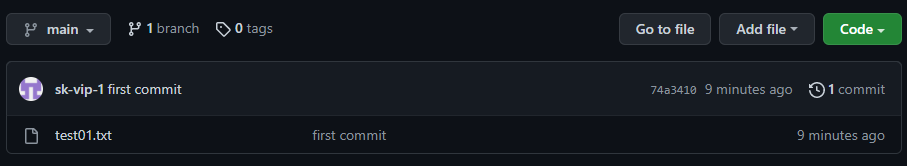 main 1 branch 0 tags Go to file Add file Code
sk-vip-1 first commit 74a3410 9 minutes ago 1 commit
test01.txt first commit 9 minutes ago